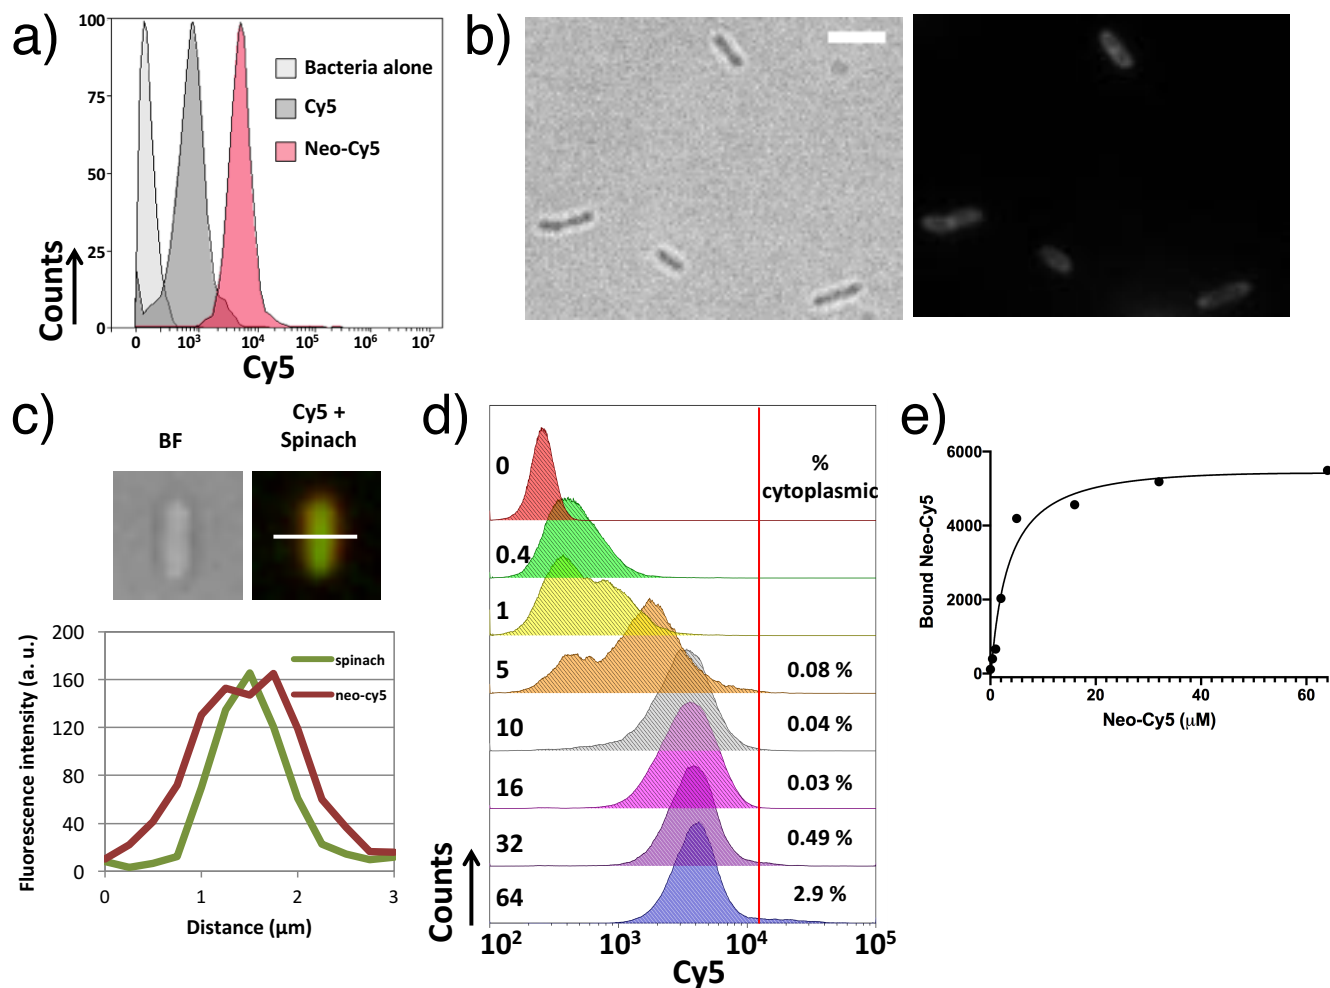 a)
100
75
50
25
0
Counts
0 10³ 10⁴ 10⁵ 10⁶ 10⁷
Cy5
Bacteria alone
Cy5
Neo-Cy5
b)
c)
BF
Cy5 +
Spinach
200
160
120
80
40
0
Fluorescence intensity (a. u.)
spinach
neo-cy5
0 1 2 3
Distance (µm)
d)
%
cytoplasmic
0
0.4
1
5 0.08 %
10 0.04 %
16 0.03 %
32 0.49 %
64 2.9 %
Counts
10² 10³ 10⁴ 10⁵
Cy5
e)
6000
4000
2000
0
Bound Neo-Cy5
0 20 40 60
Neo-Cy5 (µM)